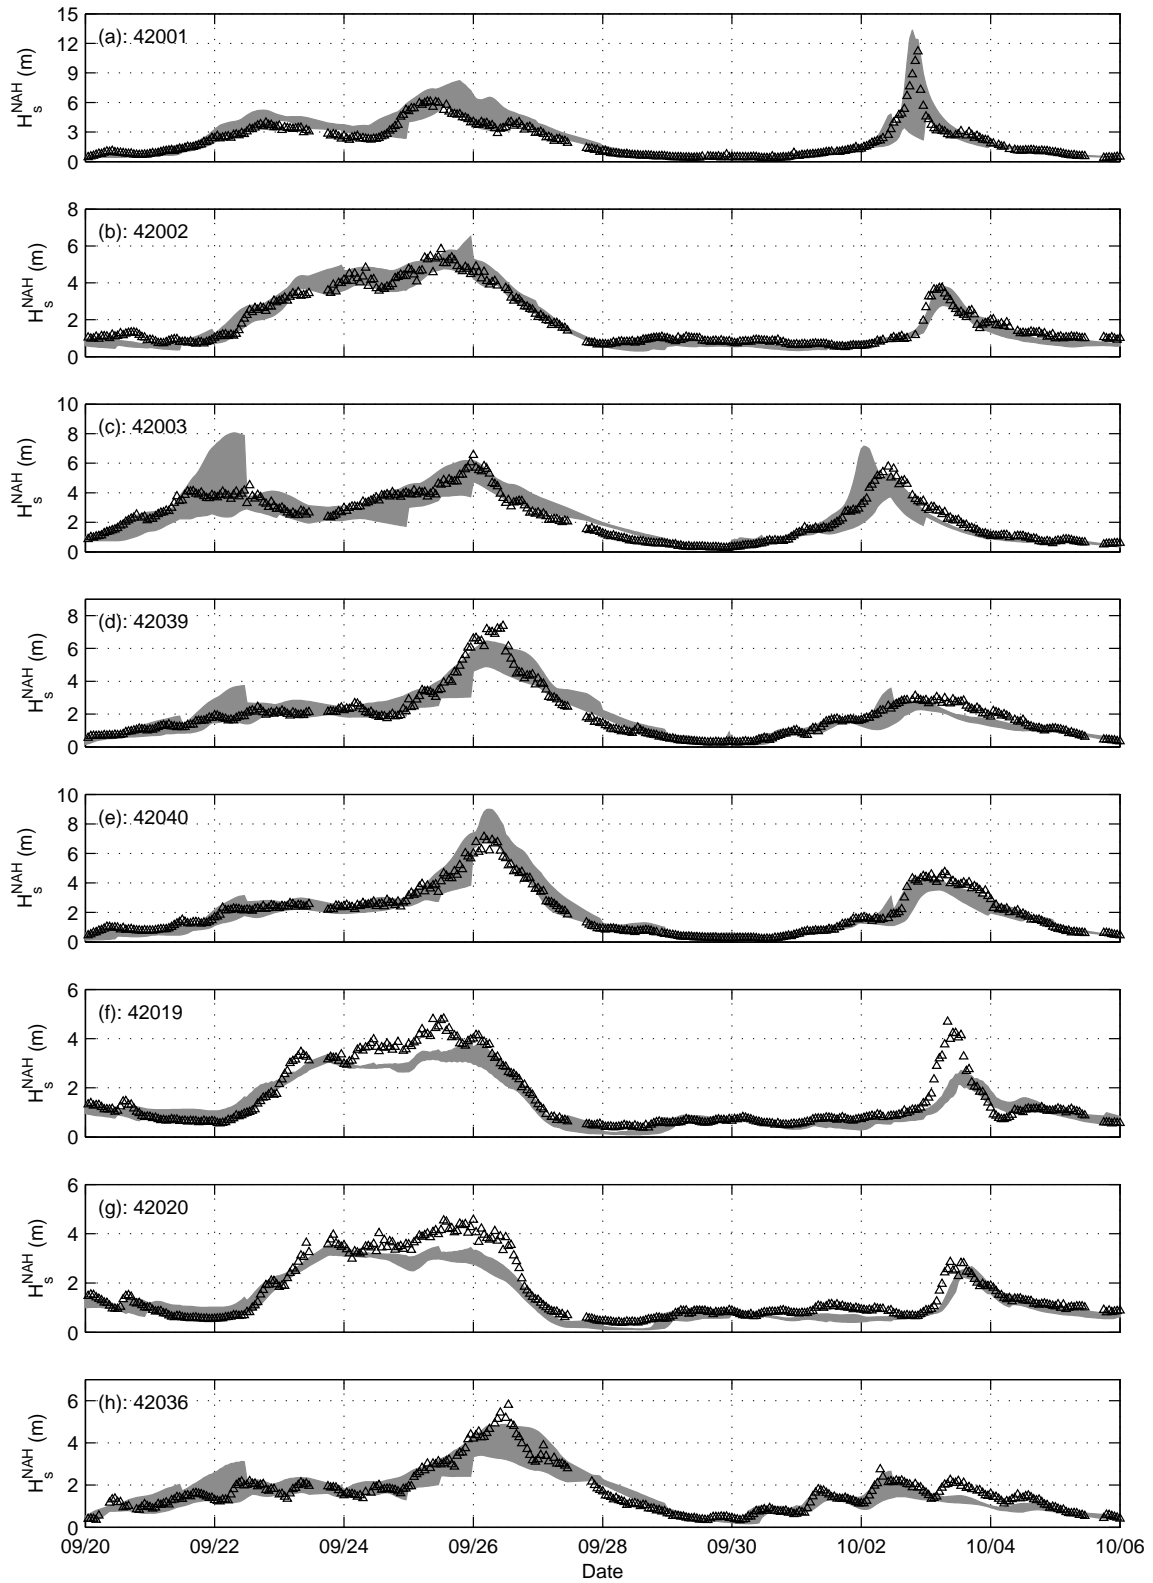 15
12
9
6
3
0
H_s^NAH (m)
(a): 42001
8
6
4
2
0
H_s^NAH (m)
(b): 42002
10
8
6
4
2
0
H_s^NAH (m)
(c): 42003
8
6
4
2
0
H_s^NAH (m)
(d): 42039
10
8
6
4
2
0
H_s^NAH (m)
(e): 42040
6
4
2
0
H_s^NAH (m)
(f): 42019
6
4
2
0
H_s^NAH (m)
(g): 42020
6
4
2
0
H_s^NAH (m)
(h): 42036
09/20 09/22 09/24 09/26 09/28 09/30 10/02 10/04 10/06
Date